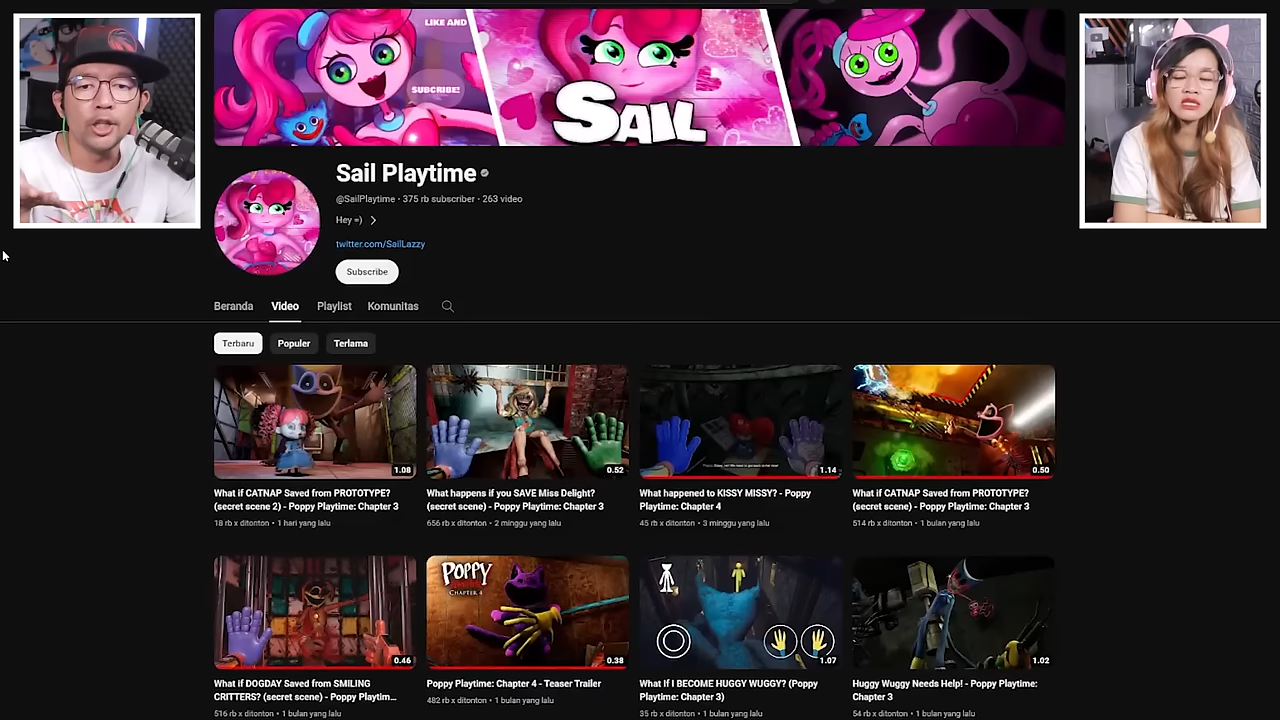 LIKE AND
SUBSCRIBE!
SAIL
Sail Playtime
@SailPlaytime • 375 rb subscriber • 263 video
Hey =)
twitter.com/SailLazzy
Subscribe
Beranda Video Playlist Komunitas
Terbaru Populer Terlama
1.08 0.52 1.14 0.50
What if CATNAP Saved from PROTOTYPE? (secret scene 2) - Poppy Playtime: Chapter 3
18 rb x ditonton • 1 hari yang lalu
What happens if you SAVE Miss Delight? (secret scene) - Poppy Playtime: Chapter 3
656 rb x ditonton • 2 minggu yang lalu
What happened to KISSY MISSY? - Poppy Playtime: Chapter 4
45 rb x ditonton • 3 minggu yang lalu
What if CATNAP Saved from PROTOTYPE? (secret scene) - Poppy Playtime: Chapter 3
514 rb x ditonton • 1 bulan yang lalu
POPPY
CHAPTER 4
0.46 0.38 1.07 1.02
What if DOGDAY Saved from SMILING CRITTERS? (secret scene) - Poppy Playtim...
516 rb x ditonton • 1 bulan yang lalu
Poppy Playtime: Chapter 4 - Teaser Trailer
482 rb x ditonton • 1 bulan yang lalu
What If I BECOME HUGGY WUGGY? (Poppy Playtime: Chapter 3)
35 rb x ditonton • 1 bulan yang lalu
Huggy Wuggy Needs Help! - Poppy Playtime: Chapter 3
54 rb x ditonton • 1 bulan yang lalu